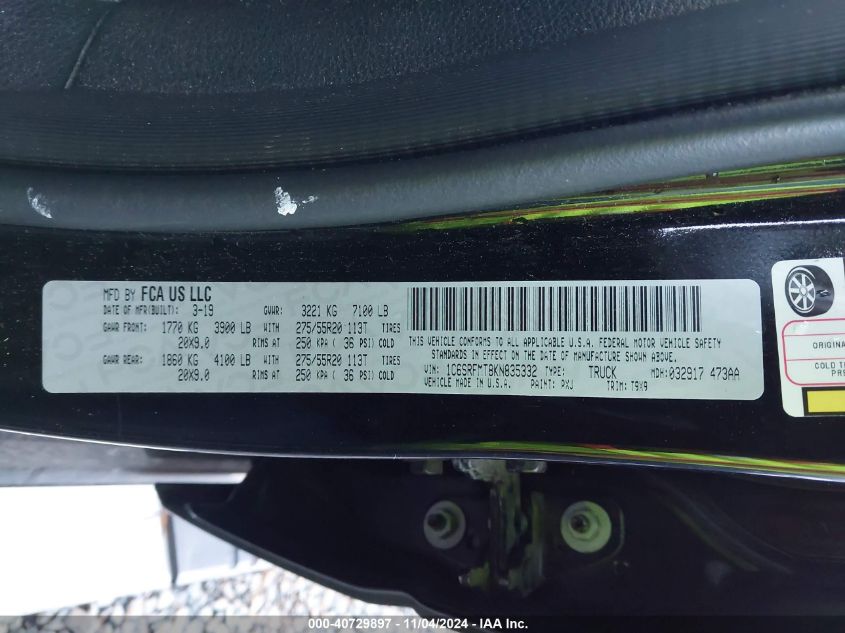 MFD BY FCA US LLC
DATE OF MFR(BUILT): 3-19 GVWR: 3221 KG 7100 LB
GAWR FRONT: 1770 KG 3900 LB WITH 275/55R20 113T TIRES
20X9.0 RIMS AT 250 KPA ( 36 PSI) COLD
GAWR REAR: 1860 KG 4100 LB WITH 275/55R20 113T TIRES
20X9.0 RIMS AT 250 KPA ( 36 PSI) COLD
THIS VEHICLE CONFORMS TO ALL APPLICABLE U.S.A. FEDERAL MOTOR VEHICLE SAFETY
STANDARDS IN EFFECT ON THE DATE OF MANUFACTURE SHOWN ABOVE.
VIN: 1C6SRFMT8KN835332 TYPE: TRUCK MDH: 032917 473AA
VEHICLE MADE IN U.S.A. PAINT: PXJ TRIM: T9X9
ORIGINA
COLD TI
000-40729897 - 11/04/2024 - IAA Inc.